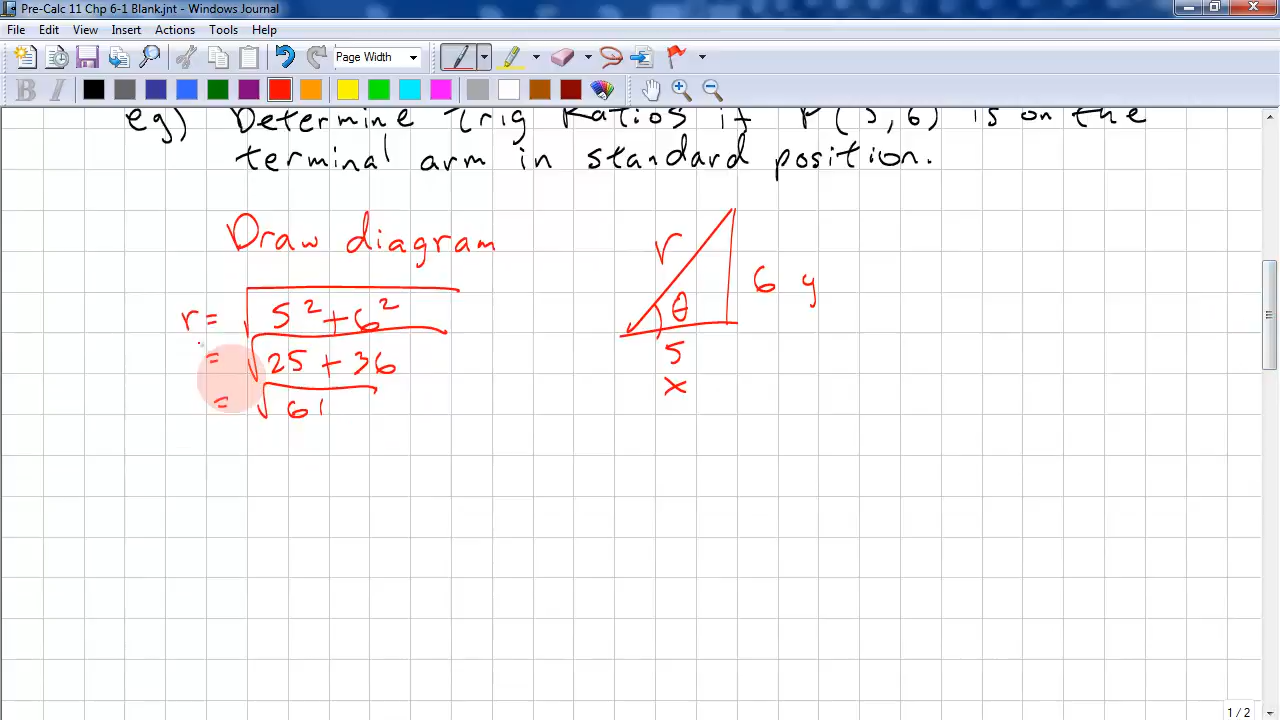 Pre-Calc 11 Chp 6-1 Blank.jnt - Windows Journal
File Edit View Insert Actions Tools Help
Page Width
B I
eg) Determine Trig Ratios if P(5,6) is on the
terminal arm in standard position.
Draw diagram
r
6 y
θ
5
x
r = √5² + 6²
= √25 + 36
= √61
1 / 2